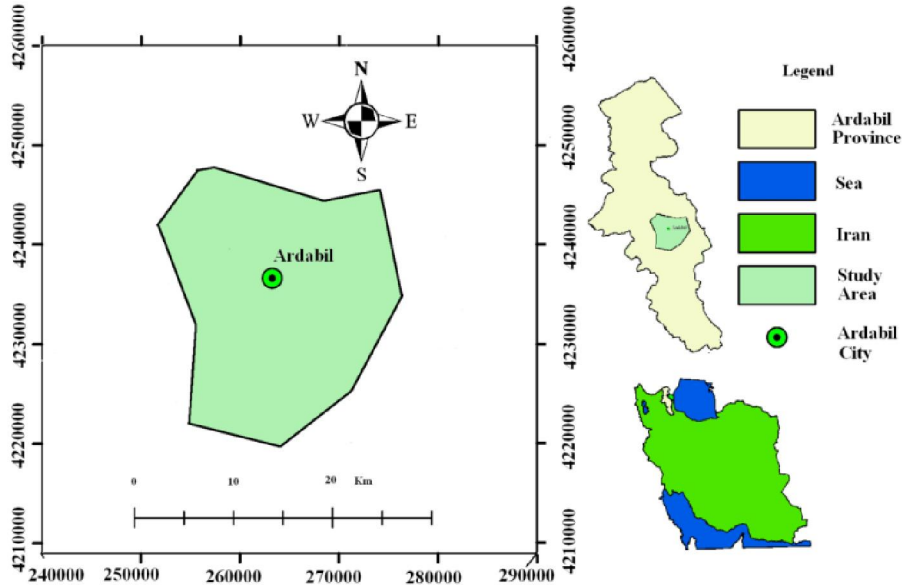 4260000
4250000
4240000
4230000
4220000
4210000
N
W
E
S
Ardabil
0
10
20
Km
240000
250000
260000
270000
280000
290000
4260000
4250000
4240000
4230000
4220000
4210000
Legend
Ardabil
Province
Sea
Iran
Study
Area
Ardabil
City